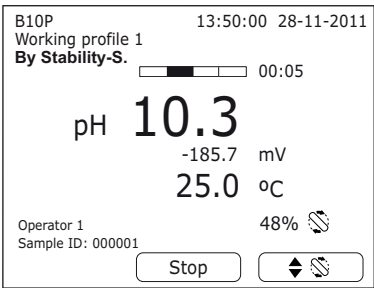 B10P 13:50:00 28-11-2011
Working profile 1
By Stability-S.
00:05
pH 10.3
-185.7 mV
25.0 ºC
48%
Operator 1
Sample ID: 000001
Stop